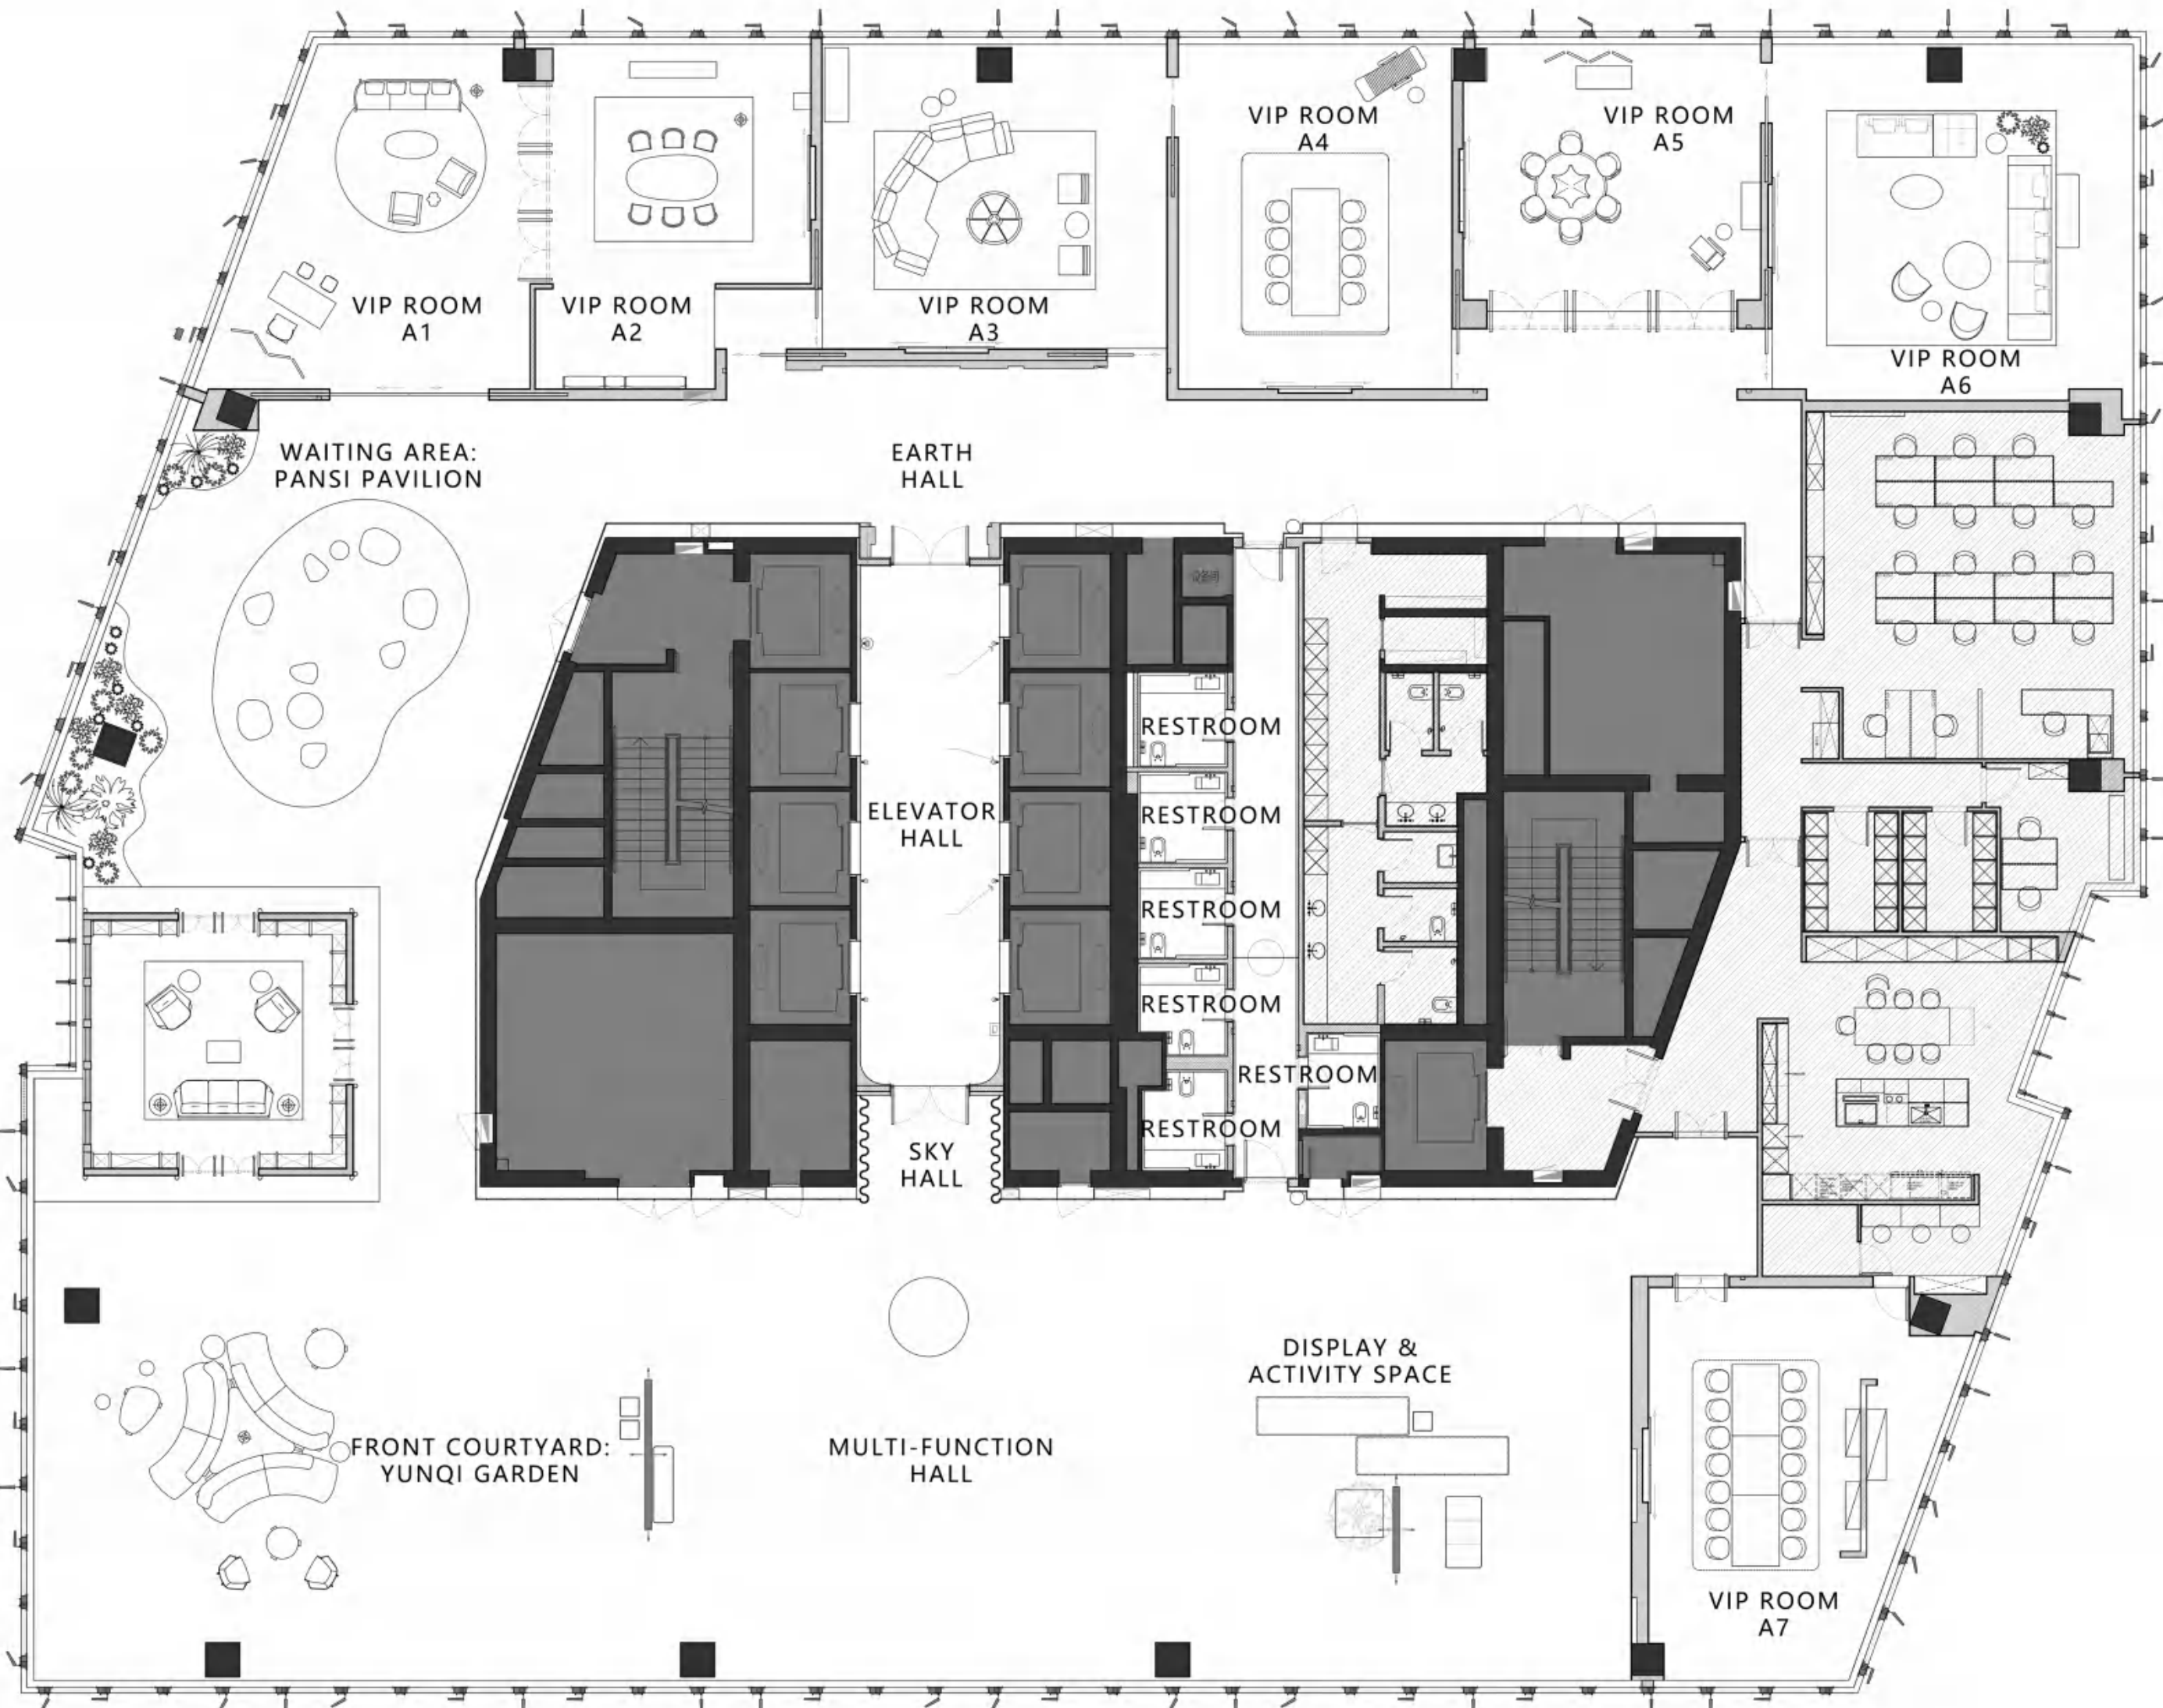 VIP ROOM
A4
VIP ROOM
A5
VIP ROOM
A1
VIP ROOM
A2
VIP ROOM
A3
VIP ROOM
A6
WAITING AREA:
PANSI PAVILION
EARTH
HALL
RESTROOM
ELEVATOR
HALL
RESTROOM
RESTROOM
RESTROOM
RESTROOM
RESTROOM
SKY
HALL
DISPLAY &
ACTIVITY SPACE
FRONT COURTYARD:
YUNQI GARDEN
MULTI-FUNCTION
HALL
VIP ROOM
A7